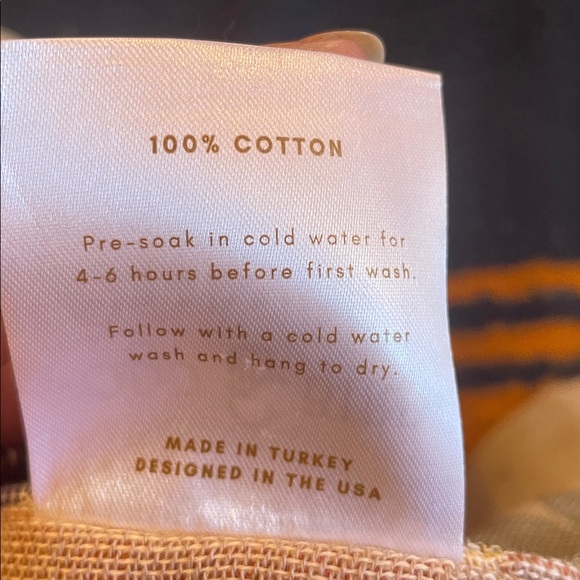 100% COTTON
Pre-soak in cold water for
4-6 hours before first wash.
Follow with a cold water
wash and hang to dry.
MADE IN TURKEY
DESIGNED IN THE USA